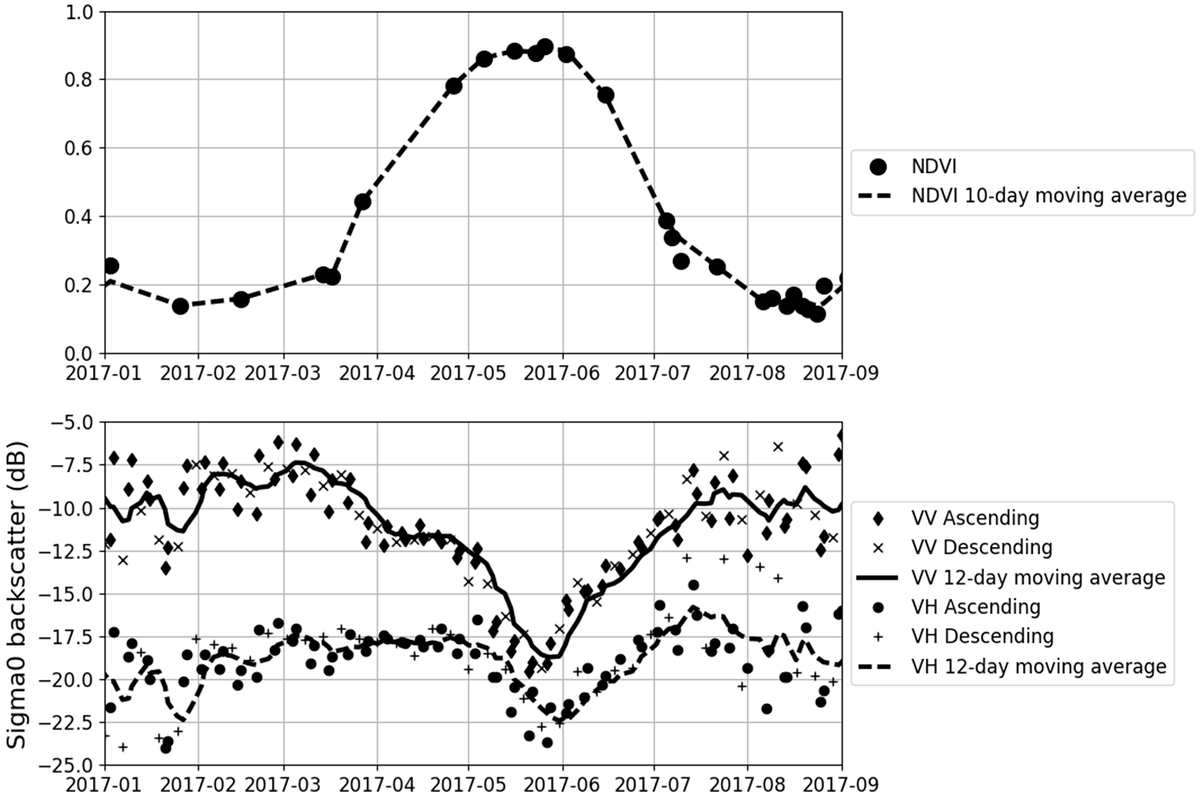 1.0
0.8
0.6
0.4
0.2
0.0
2017-01 2017-02 2017-03 2017-04 2017-05 2017-06 2017-07 2017-08 2017-09
NDVI
NDVI 10-day moving average
Sigma0 backscatter (dB)
−5.0
−7.5
−10.0
−12.5
−15.0
−17.5
−20.0
−22.5
−25.0
2017-01 2017-02 2017-03 2017-04 2017-05 2017-06 2017-07 2017-08 2017-09
VV Ascending
VV Descending
VV 12-day moving average
VH Ascending
VH Descending
VH 12-day moving average